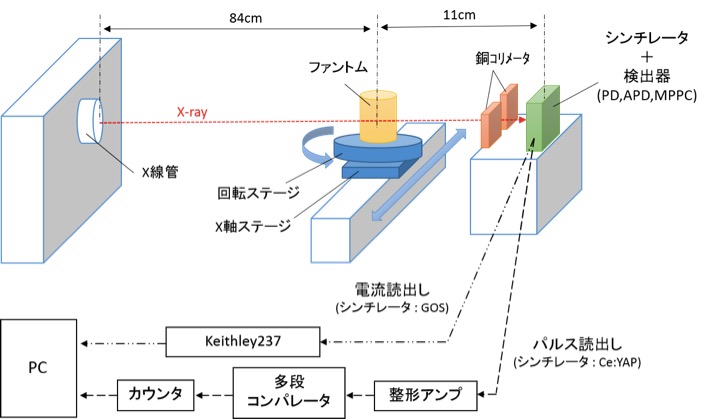 84cm
11cm
シンチレータ
＋
検出器
(PD,APD,MPPC)
銅コリメータ
ファントム
X-ray
X線管
回転ステージ
X軸ステージ
電流読出し
(シンチレータ : GOS)
パルス読出し
(シンチレータ : Ce:YAP)
Keithley237
PC
カウンタ
多段
コンパレータ
整形アンプ